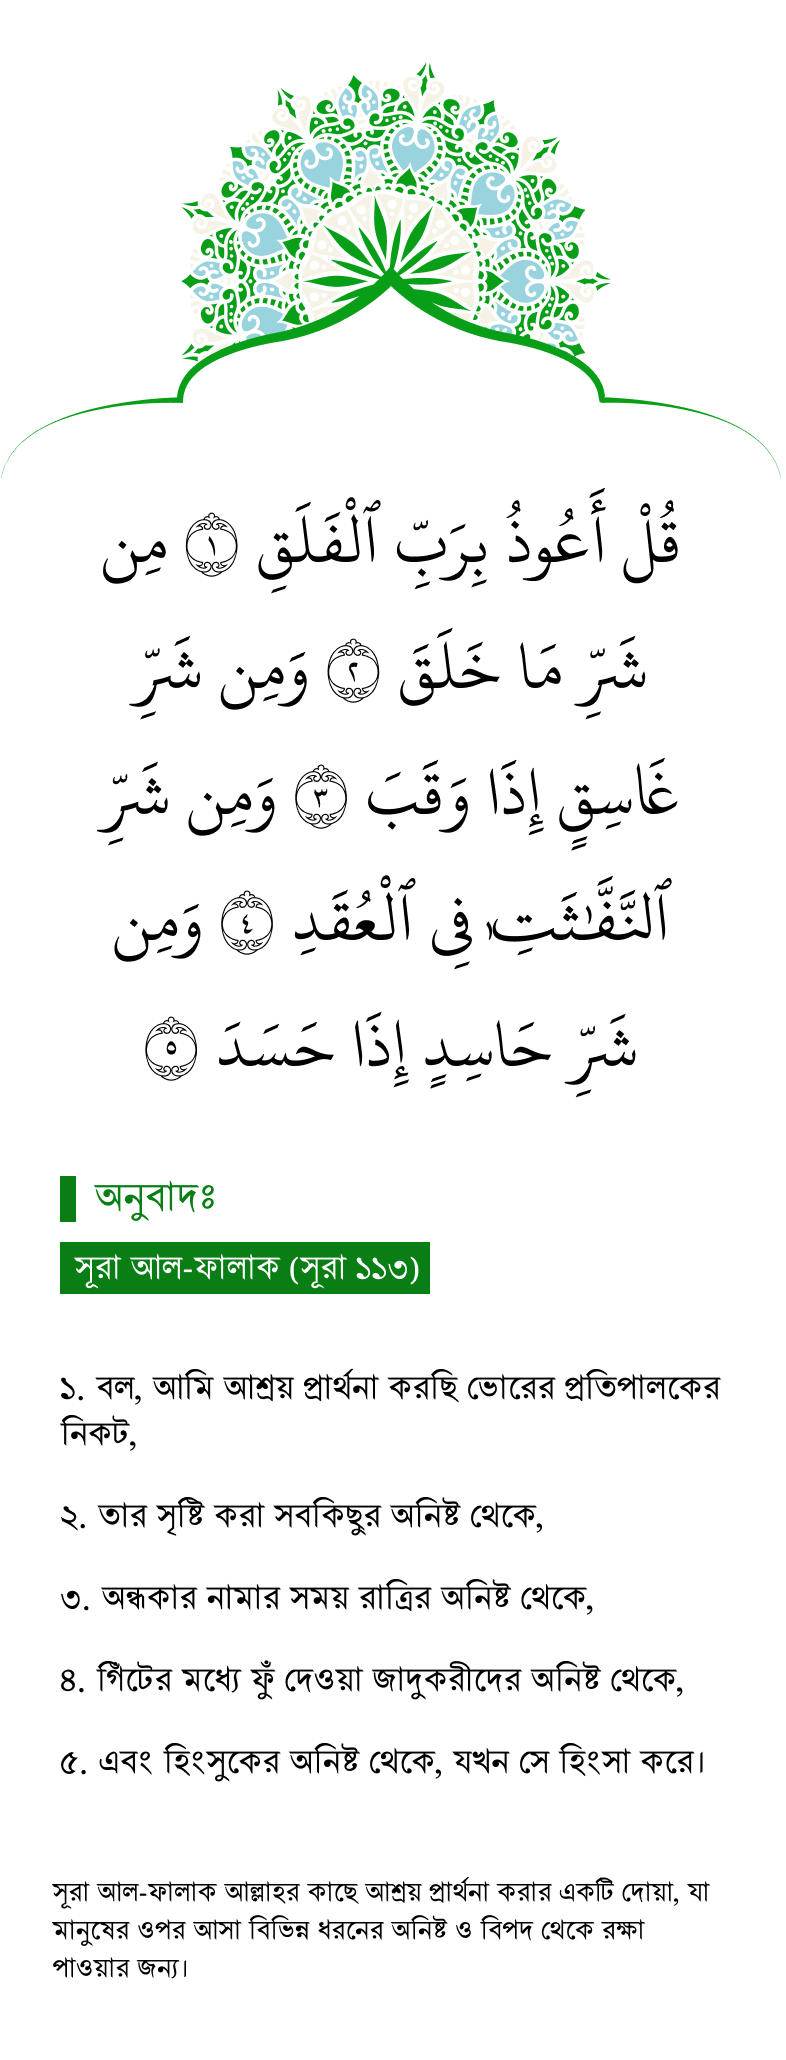 قُلْ أَعُوذُ بِرَبِّ ٱلْفَلَقِ ١ مِن
شَرِّ مَا خَلَقَ ٢ وَمِن شَرِّ
غَاسِقٍ إِذَا وَقَبَ ٣ وَمِن شَرِّ
ٱلنَّفَّـٰثَـٰتِ فِى ٱلْعُقَدِ ٤ وَمِن
شَرِّ حَاسِدٍ إِذَا حَسَدَ ٥
অনুবাদঃ
সূরা আল-ফালাক (সূরা ১১৩)
১. বল, আমি আশ্রয় প্রার্থনা করছি ভোরের প্রতিপালকের
নিকট,
২. তার সৃষ্টি করা সবকিছুর অনিষ্ট থেকে,
৩. অন্ধকার নামার সময় রাত্রির অনিষ্ট থেকে,
৪. গিঁটের মধ্যে ফুঁ দেওয়া জাদুকরীদের অনিষ্ট থেকে,
৫. এবং হিংসুকের অনিষ্ট থেকে, যখন সে হিংসা করে।
সূরা আল-ফালাক আল্লাহর কাছে আশ্রয় প্রার্থনা করার একটি দোয়া, যা
মানুষের ওপর আসা বিভিন্ন ধরনের অনিষ্ট ও বিপদ থেকে রক্ষা
পাওয়ার জন্য।